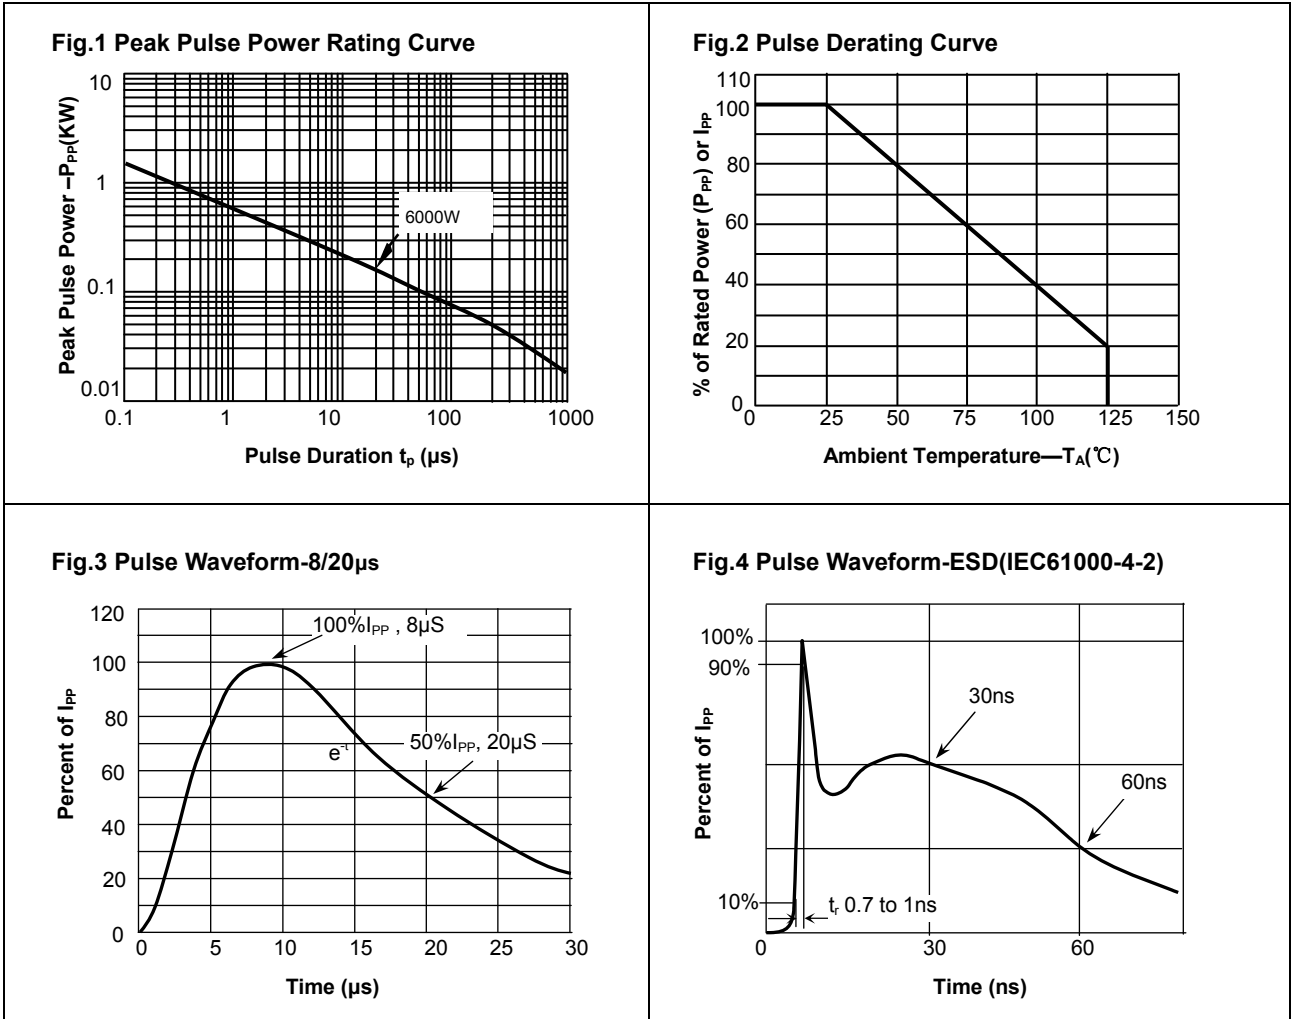 Fig.1 Peak Pulse Power Rating Curve
Peak Pulse Power –PPP(KW)
10
1
0.1
0.01
6000W
0.1 1 10 100 1000
Pulse Duration tp (μs)
Fig.2 Pulse Derating Curve
% of Rated Power (PPP) or IPP
110
100
80
60
40
20
0
0 25 50 75 100 125 150
Ambient Temperature—TA(℃)
Fig.3 Pulse Waveform-8/20μs
Percent of IPP
120
100
80
60
40
20
0
100%IPP , 8μS
e-t
50%IPP, 20μS
0 5 10 15 20 25 30
Time (μs)
Fig.4 Pulse Waveform-ESD(IEC61000-4-2)
Percent of IPP
100%
90%
10%
30ns
60ns
tr 0.7 to 1ns
0 30 60
Time (ns)